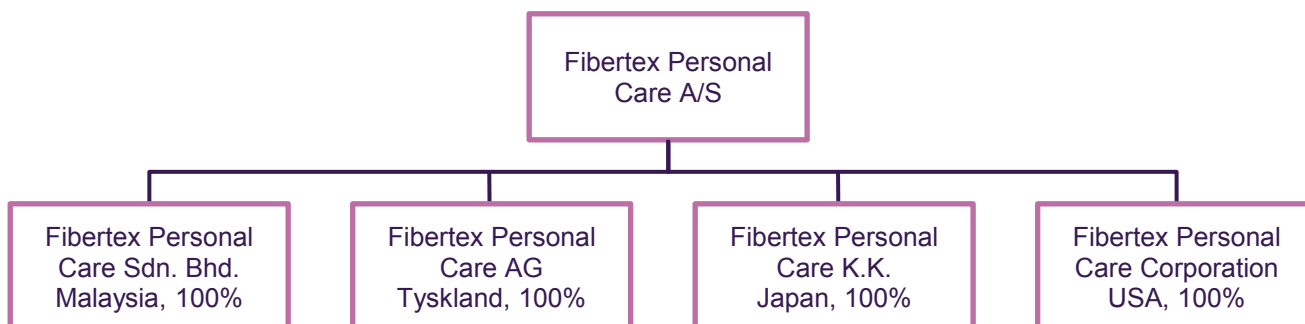 Fibertex Personal
Care A/S
Fibertex Personal
Care Sdn. Bhd.
Malaysia, 100%
Fibertex Personal
Care AG
Tyskland, 100%
Fibertex Personal
Care K.K.
Japan, 100%
Fibertex Personal
Care Corporation
USA, 100%